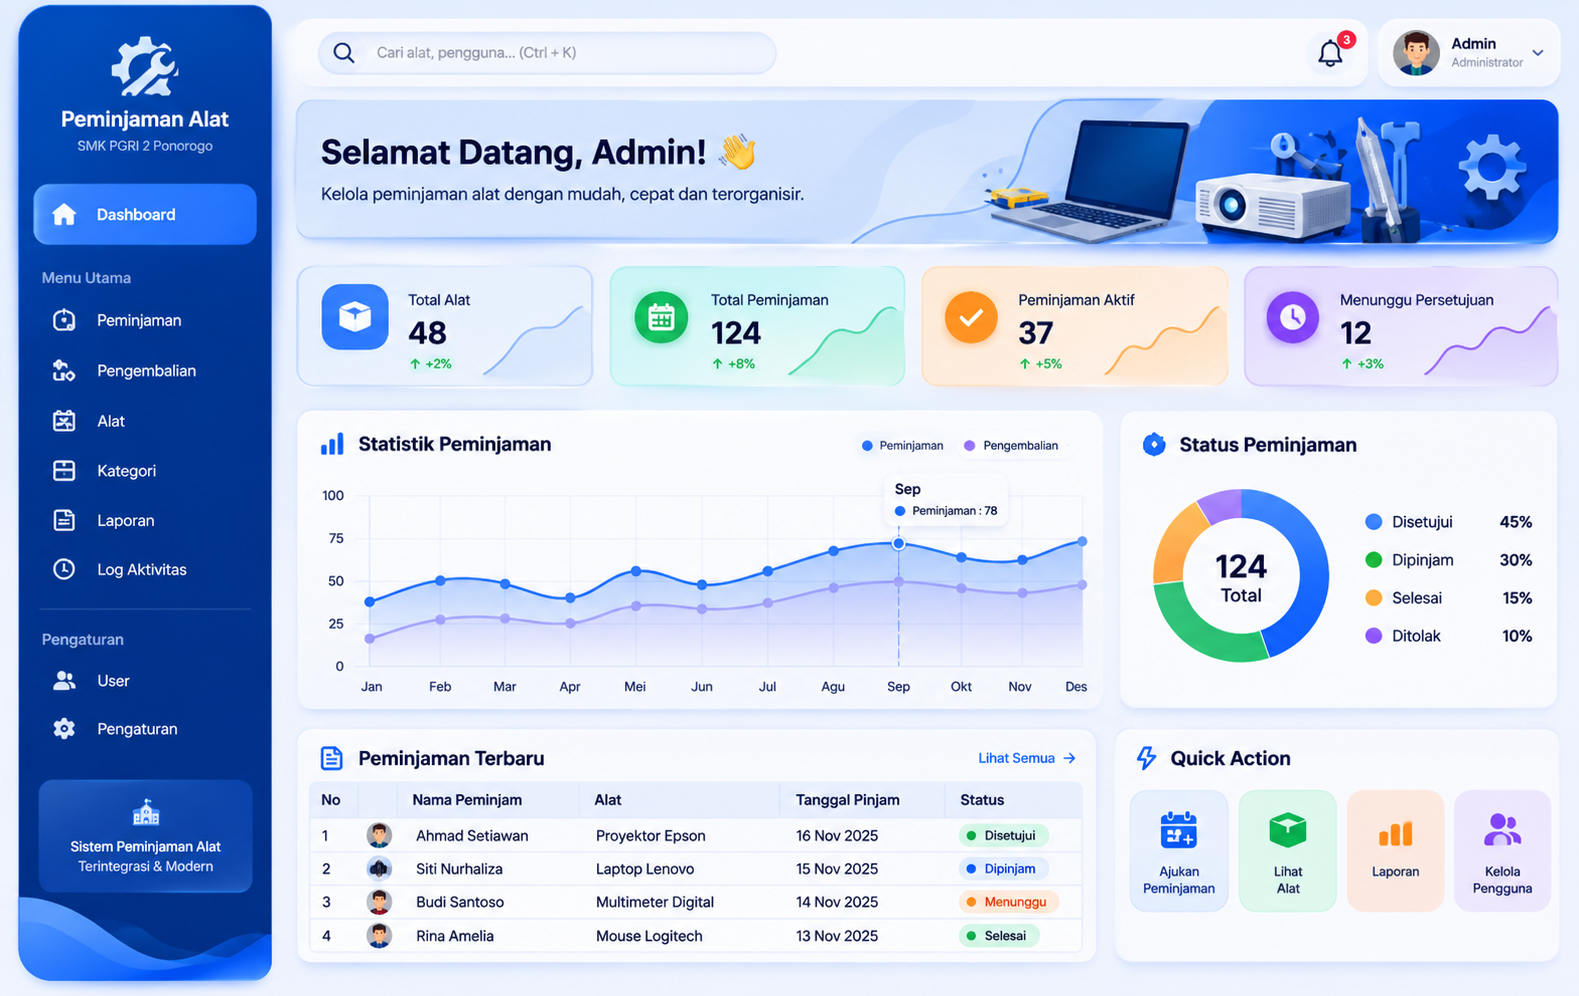 Peminjaman Alat
SMK PGRI 2 Ponorogo
Dashboard
Menu Utama
Peminjaman
Pengembalian
Alat
Kategori
Laporan
Log Aktivitas
Pengaturan
User
Pengaturan
Sistem Peminjaman Alat
Terintegrasi & Modern
Cari alat, pengguna... (Ctrl + K)
3
Admin
Administrator
Selamat Datang, Admin! 👋
Kelola peminjaman alat dengan mudah, cepat dan terorganisir.
Total Alat
48
↑ +2%
Total Peminjaman
124
↑ +8%
Peminjaman Aktif
37
↑ +5%
Menunggu Persetujuan
12
↑ +3%
Statistik Peminjaman
Peminjaman Pengembalian
Sep
Peminjaman : 78
100
75
50
25
0
Jan Feb Mar Apr Mei Jun Jul Agu Sep Okt Nov Des
Status Peminjaman
124
Total
Disetujui 45%
Dipinjam 30%
Selesai 15%
Ditolak 10%
Peminjaman Terbaru
Lihat Semua →
No Nama Peminjam Alat Tanggal Pinjam Status
1 Ahmad Setiawan Proyektor Epson 16 Nov 2025 Disetujui
2 Siti Nurhaliza Laptop Lenovo 15 Nov 2025 Dipinjam
3 Budi Santoso Multimeter Digital 14 Nov 2025 Menunggu
4 Rina Amelia Mouse Logitech 13 Nov 2025 Selesai
Quick Action
Ajukan
Peminjaman
Lihat
Alat
Laporan
Kelola
Pengguna